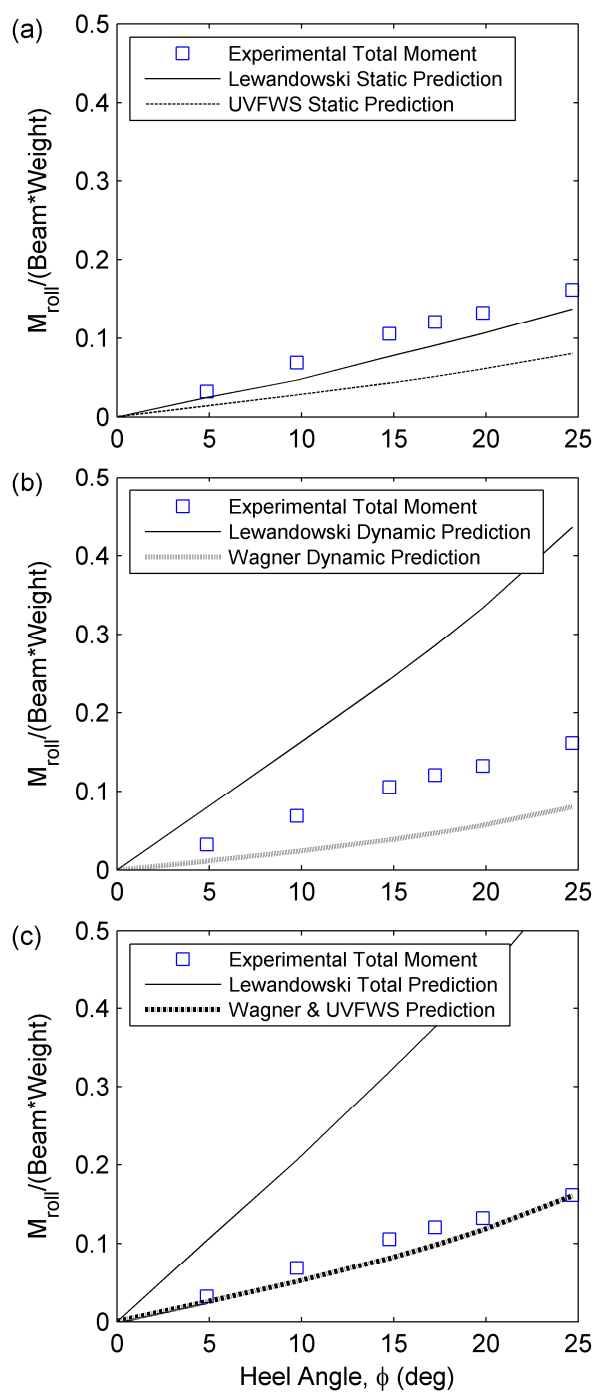 (a)
0.5
Experimental Total Moment
Lewandowski Static Prediction
UVFWS Static Prediction
0.4
0.3
0.2
0.1
0
M_roll/(Beam*Weight)
0 5 10 15 20 25
(b)
0.5
Experimental Total Moment
Lewandowski Dynamic Prediction
Wagner Dynamic Prediction
0.4
0.3
0.2
0.1
0
M_roll/(Beam*Weight)
0 5 10 15 20 25
(c)
0.5
Experimental Total Moment
Lewandowski Total Prediction
Wagner & UVFWS Prediction
0.4
0.3
0.2
0.1
0
M_roll/(Beam*Weight)
0 5 10 15 20 25
Heel Angle, ϕ (deg)